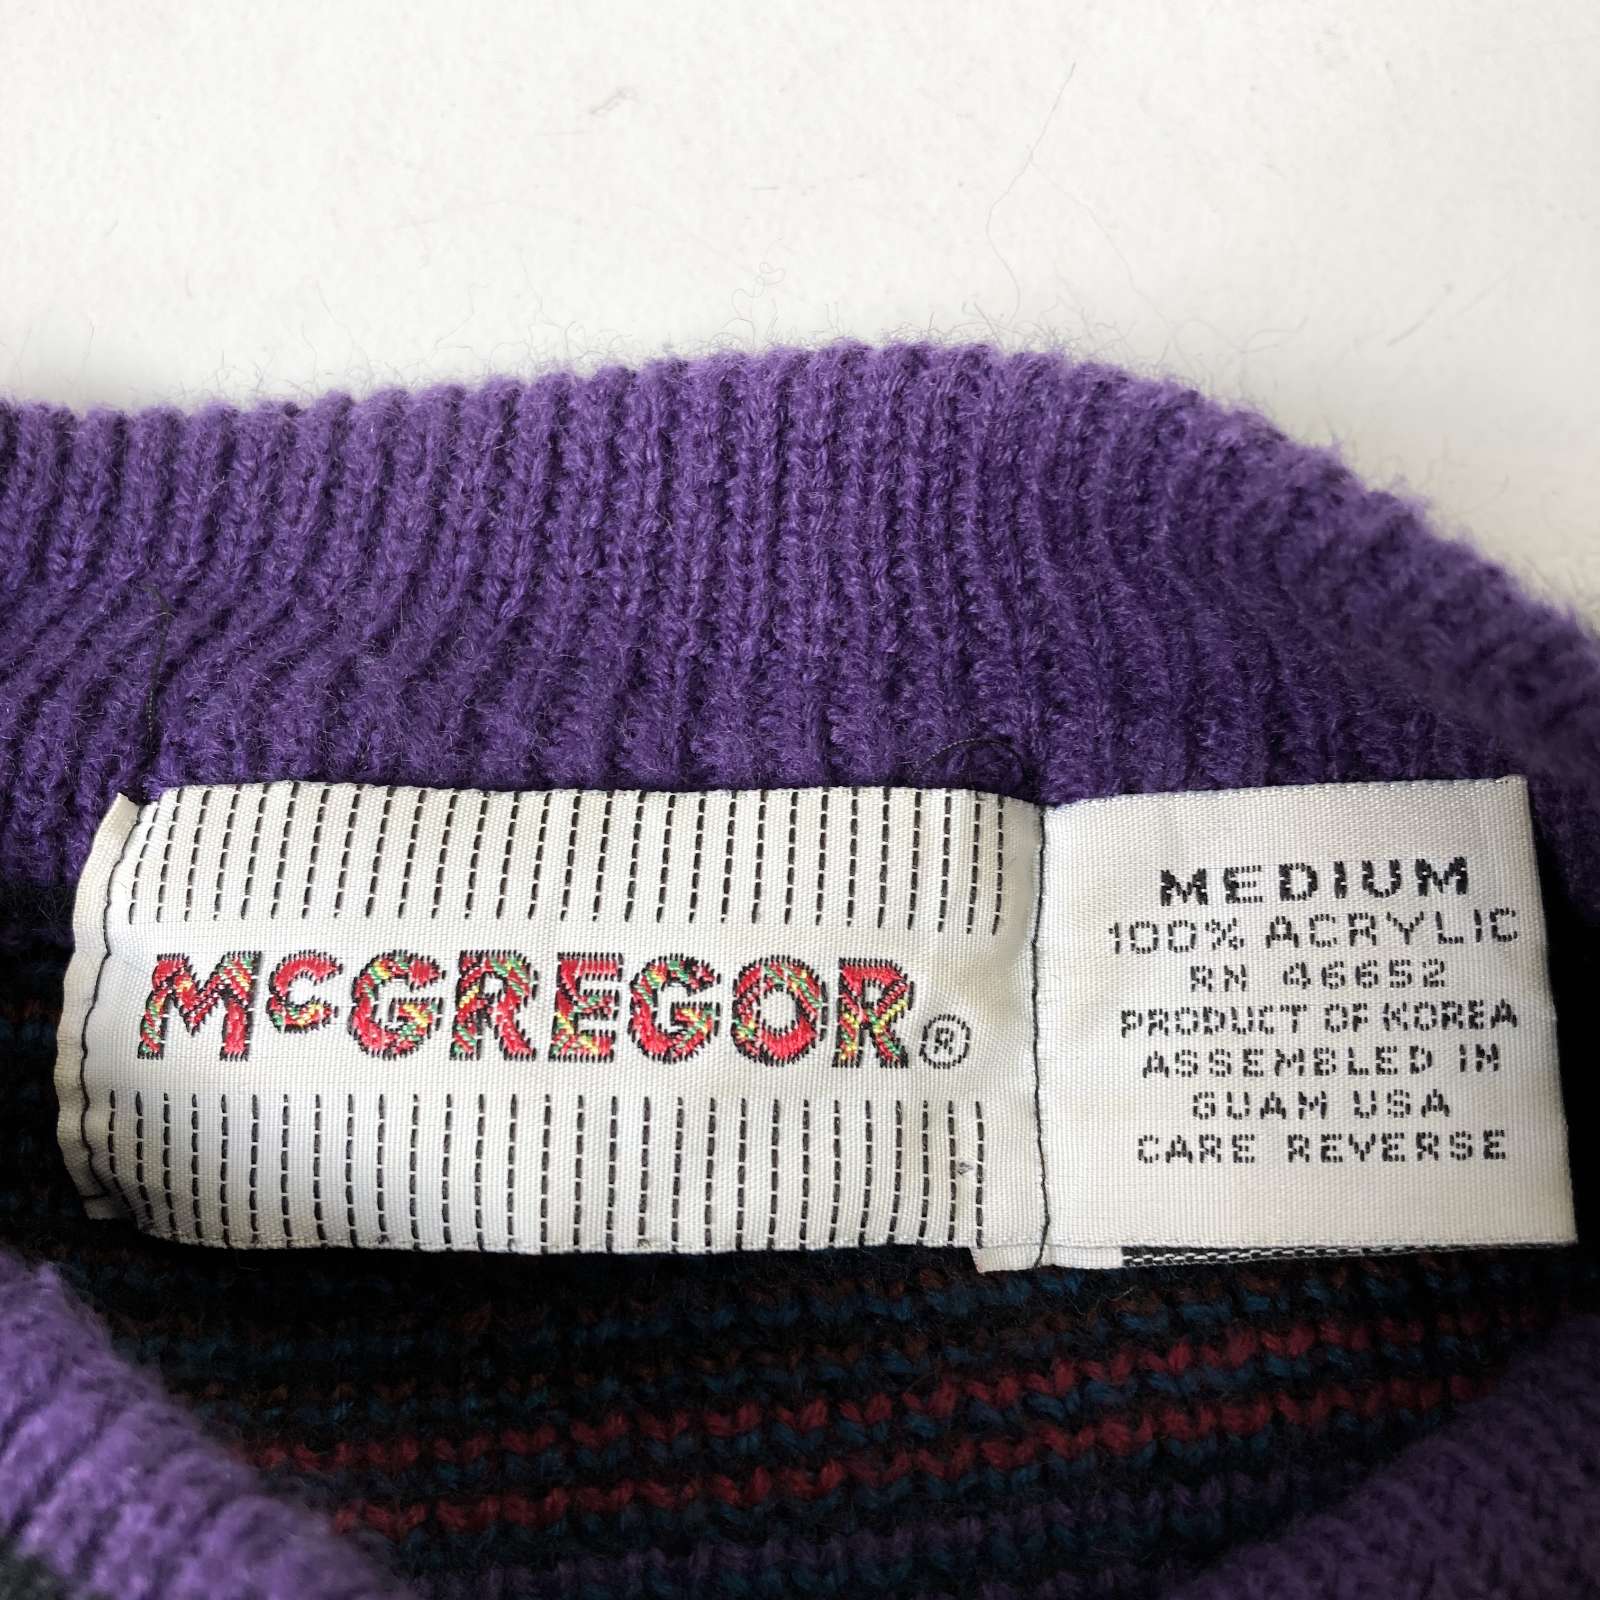 McGREGOR®
MEDIUM
100% ACRYLIC
RN 46652
PRODUCT OF KOREA
ASSEMBLED IN
GUAM USA
CARE REVERSE